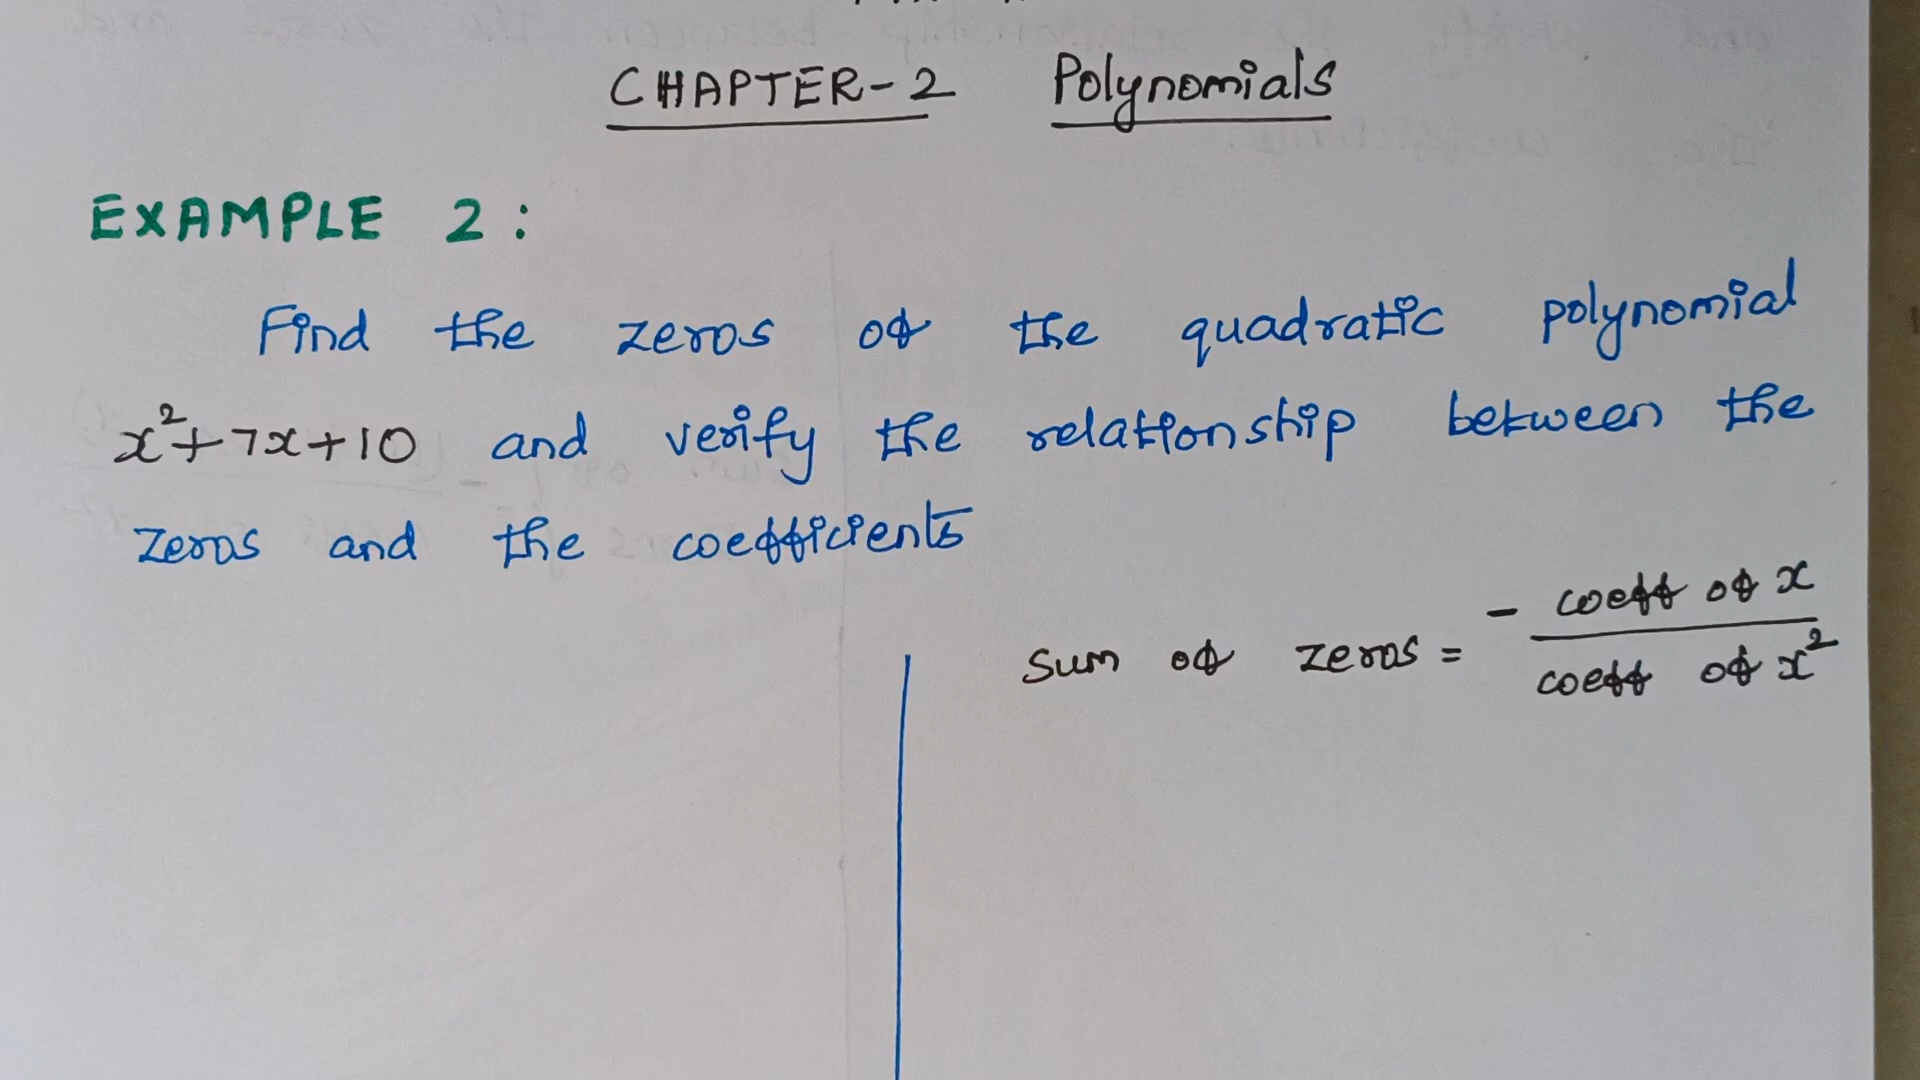 CHAPTER-2 Polynomials
EXAMPLE 2:
Find the zeros of the quadratic polynomial
x²+7x+10 and verify the relationship between the
zeros and the coefficients
Sum of zeros = - coeff of x / coeff of x²